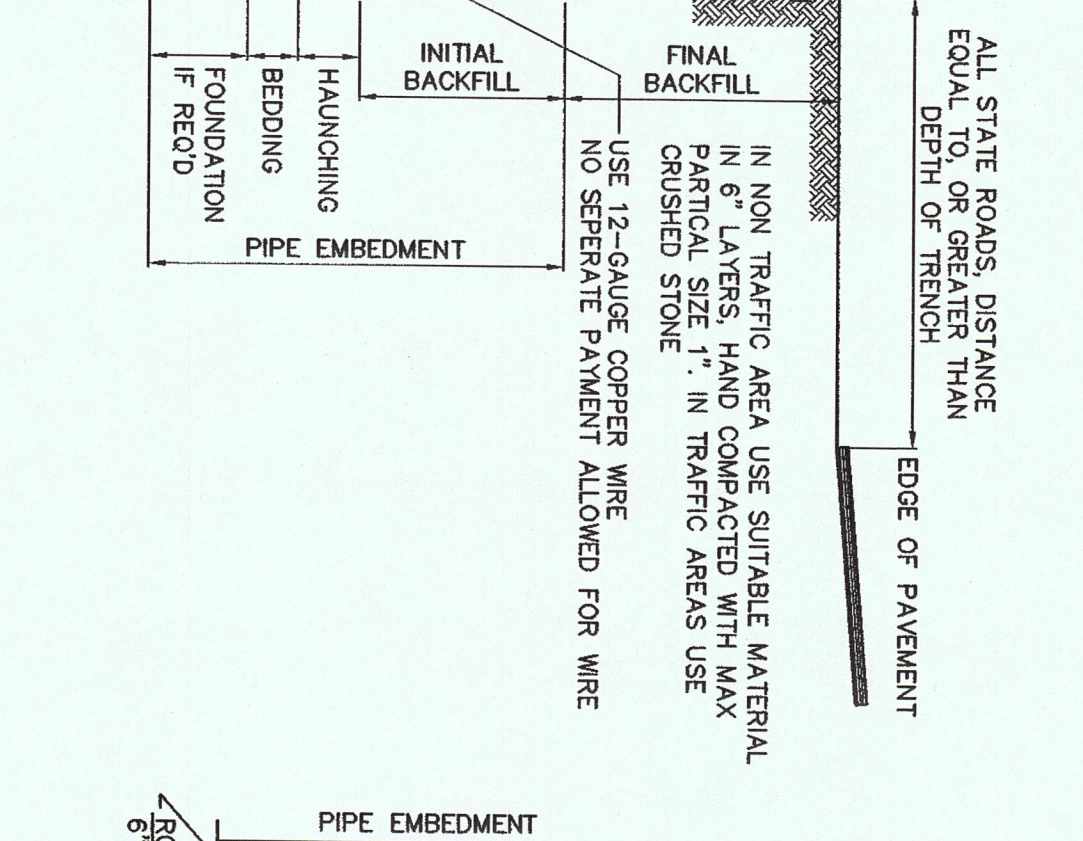 ALL STATE ROADS, DISTANCE
EQUAL TO, OR GREATER THAN
DEPTH OF TRENCH
EDGE OF PAVEMENT
FINAL
BACKFILL
INITIAL
BACKFILL
IN NON TRAFFIC AREA USE SUITABLE MATERIAL
IN 6" LAYERS, HAND COMPACTED WITH MAX
PARTICAL SIZE 1". IN TRAFFIC AREAS USE
CRUSHED STONE
USE 12-GAUGE COPPER WIRE
NO SEPERATE PAYMENT ALLOWED FOR WIRE
HAUNCHING
BEDDING
FOUNDATION
IF REQ'D
PIPE EMBEDMENT
PIPE EMBEDMENT
6"